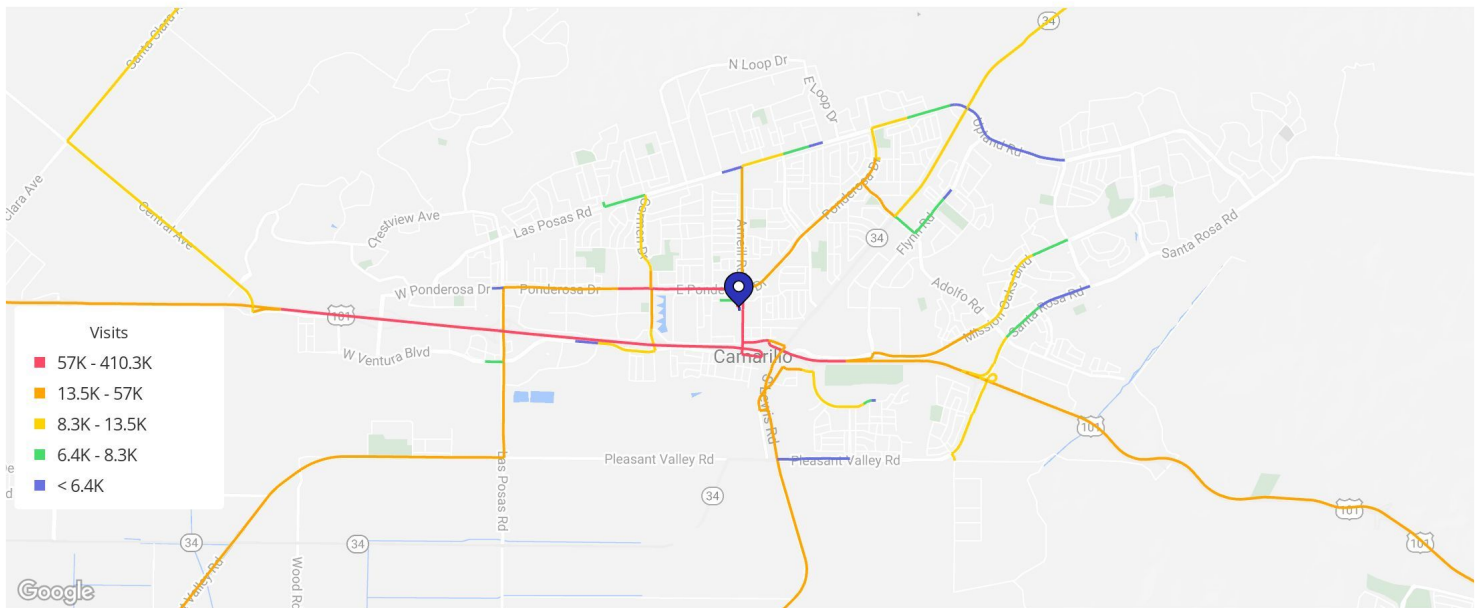 Santa Clara A
34
N Loop Dr
E Loop Dr
Upland Rd
Clara Ave
Central Ave
Crestview Ave
Las Posas Rd
Carmen Dr
Arneill R
Ponderosa Dr
34
Flynn Rd
Santa Rosa Rd
W Ponderosa Dr
Ponderosa Dr
E Ponde
Dr
Adolfo Rd
Mission Oaks Blvd
Santa Rosa Rd
101
W Ventura Blvd
Camarillo
Visits
57K - 410.3K
13.5K - 57K
8.3K - 13.5K
6.4K - 8.3K
< 6.4K
S Lewis Rd
101
De
d
Pleasant Valley Rd
Pleasant Valley Rd
Las Posas Rd
34
101
34
34
101
Valley Rd
Wood Rd
Google